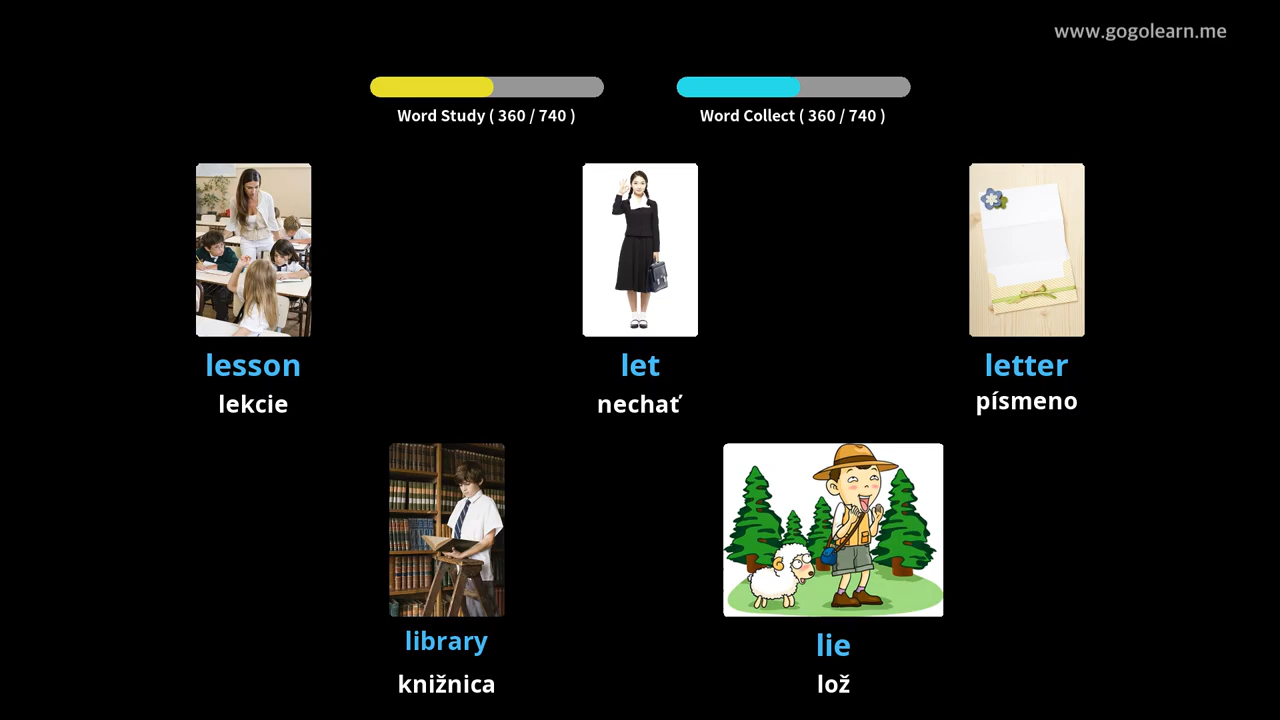 www.gogolearn.me
Word Study ( 360 / 740 )
Word Collect ( 360 / 740 )
lesson
lekcie
let
nechať
letter
písmeno
library
knižnica
lie
lož